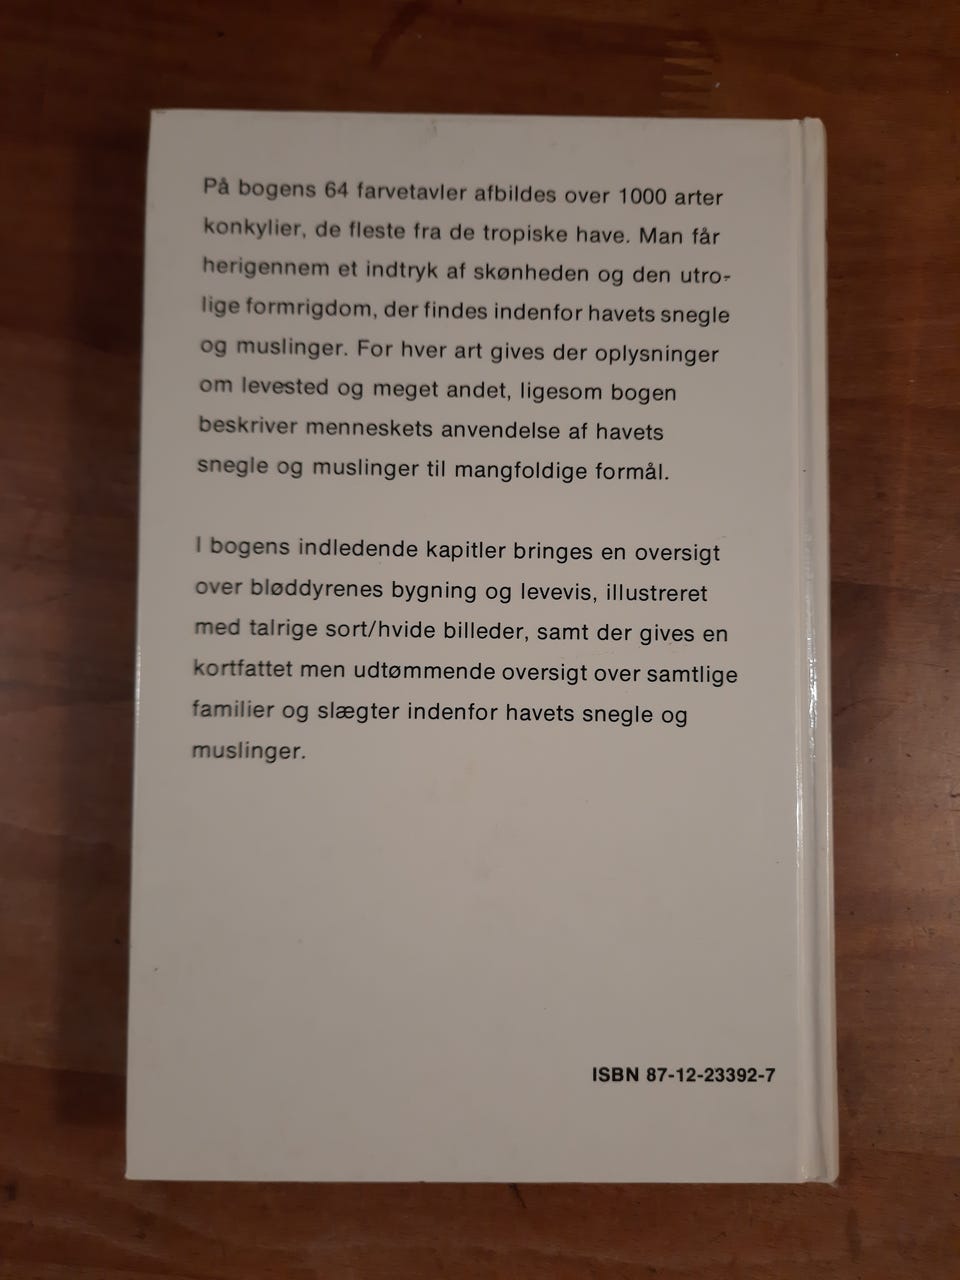 På bogens 64 farvetavler afbildes over 1000 arter
konkylier, de fleste fra de tropiske have. Man får
herigennem et indtryk af skønheden og den utro-
lige formrigdom, der findes indenfor havets snegle
og muslinger. For hver art gives der oplysninger
om levested og meget andet, ligesom bogen
beskriver menneskets anvendelse af havets
snegle og muslinger til mangfoldige formål.
I bogens indledende kapitler bringes en oversigt
over bløddyrenes bygning og levevis, illustreret
med talrige sort/hvide billeder, samt der gives en
kortfattet men udtømmende oversigt over samtlige
familier og slægter indenfor havets snegle og
muslinger.
ISBN 87-12-23392-7